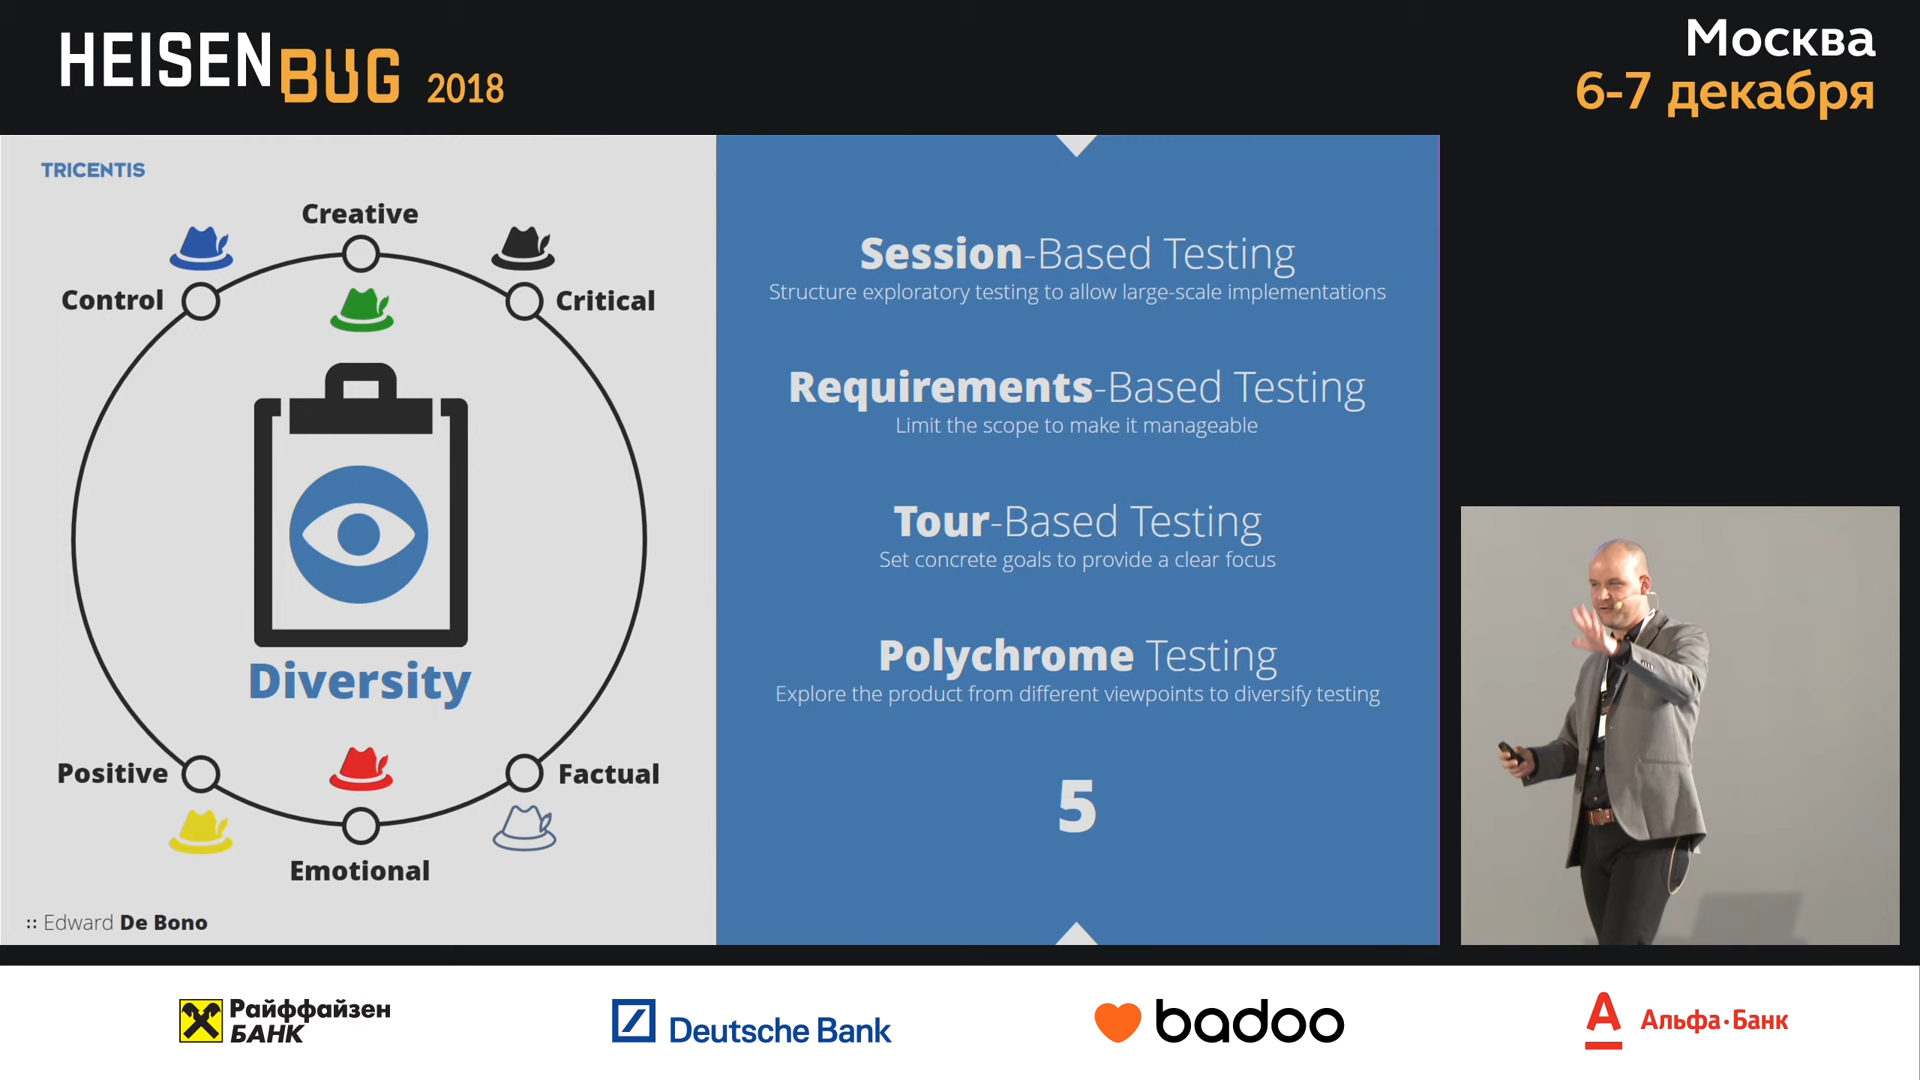 HEISENBUG 2018
Москва
6-7 декабря
TRICENTIS
Creative
Control
Critical
Diversity
Positive
Factual
Emotional
:: Edward De Bono
Session-Based Testing
Structure exploratory testing to allow large-scale implementations
Requirements-Based Testing
Limit the scope to make it manageable
Tour-Based Testing
Set concrete goals to provide a clear focus
Polychrome Testing
Explore the product from different viewpoints to diversify testing
5
Райффайзен
БАНК
Deutsche Bank
badoo
Альфа·Банк